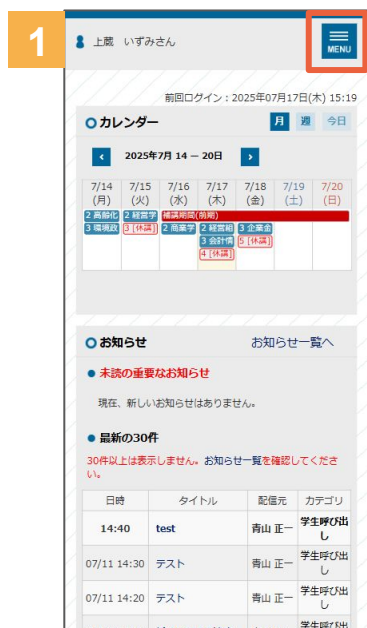 1
上蔵 いずみさん
MENU
前回ログイン：2025年07月17日(木) 15:19
カレンダー 月 週 今日
2025年7月 14 — 20日
7/14 7/15 7/16 7/17 7/18 7/19 7/20
(月) (火) (水) (木) (金) (土) (日)
2 高齢化 2 経営学 補講期間(前期)
3 環境政 3 [休講] 2 商業学 2 経営組 3 企業金
3 会計情 5 [休講]
4 [休講]
お知らせ お知らせ一覧へ
未読の重要なお知らせ
現在、新しいお知らせはありません。
最新の30件
30件以上は表示しません。お知らせ一覧を確認してくださ
い。
日時 タイトル 配信元 カテゴリ
14:40 test 青山 正一 学生呼び出
し
07/11 14:30 テスト 青山 正一 学生呼び出
し
07/11 14:20 テスト 青山 正一 学生呼び出
し
学生呼び出